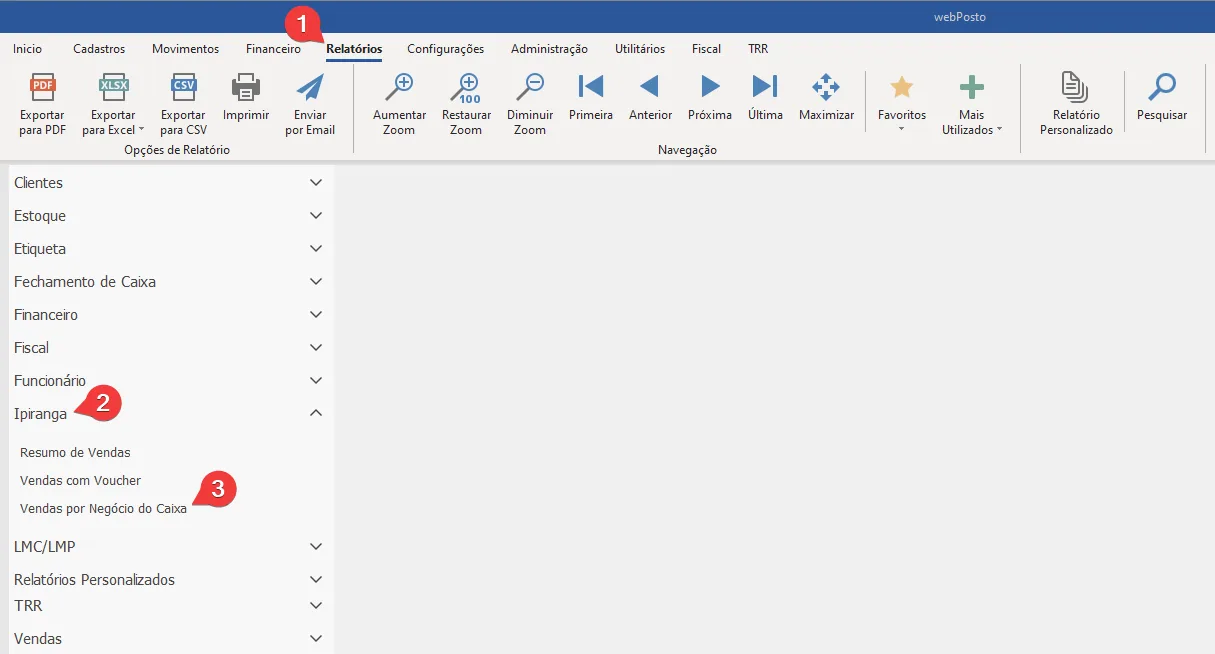 webPosto
1
Inicio Cadastros Movimentos Financeiro Relatórios Configurações Administração Utilitários Fiscal TRR
PDF XLSX CSV 100
Exportar Exportar Exportar Imprimir Enviar Aumentar Restaurar Diminuir Primeira Anterior Próxima Última Maximizar Favoritos Mais Relatório Pesquisar
para PDF para Excel para CSV por Email Zoom Zoom Zoom Utilizados Personalizado
Opções de Relatório Navegação
Clientes
Estoque
Etiqueta
Fechamento de Caixa
Financeiro
Fiscal
Funcionário
Ipiranga 2
Resumo de Vendas
Vendas com Voucher
Vendas por Negócio do Caixa 3
LMC/LMP
Relatórios Personalizados
TRR
Vendas